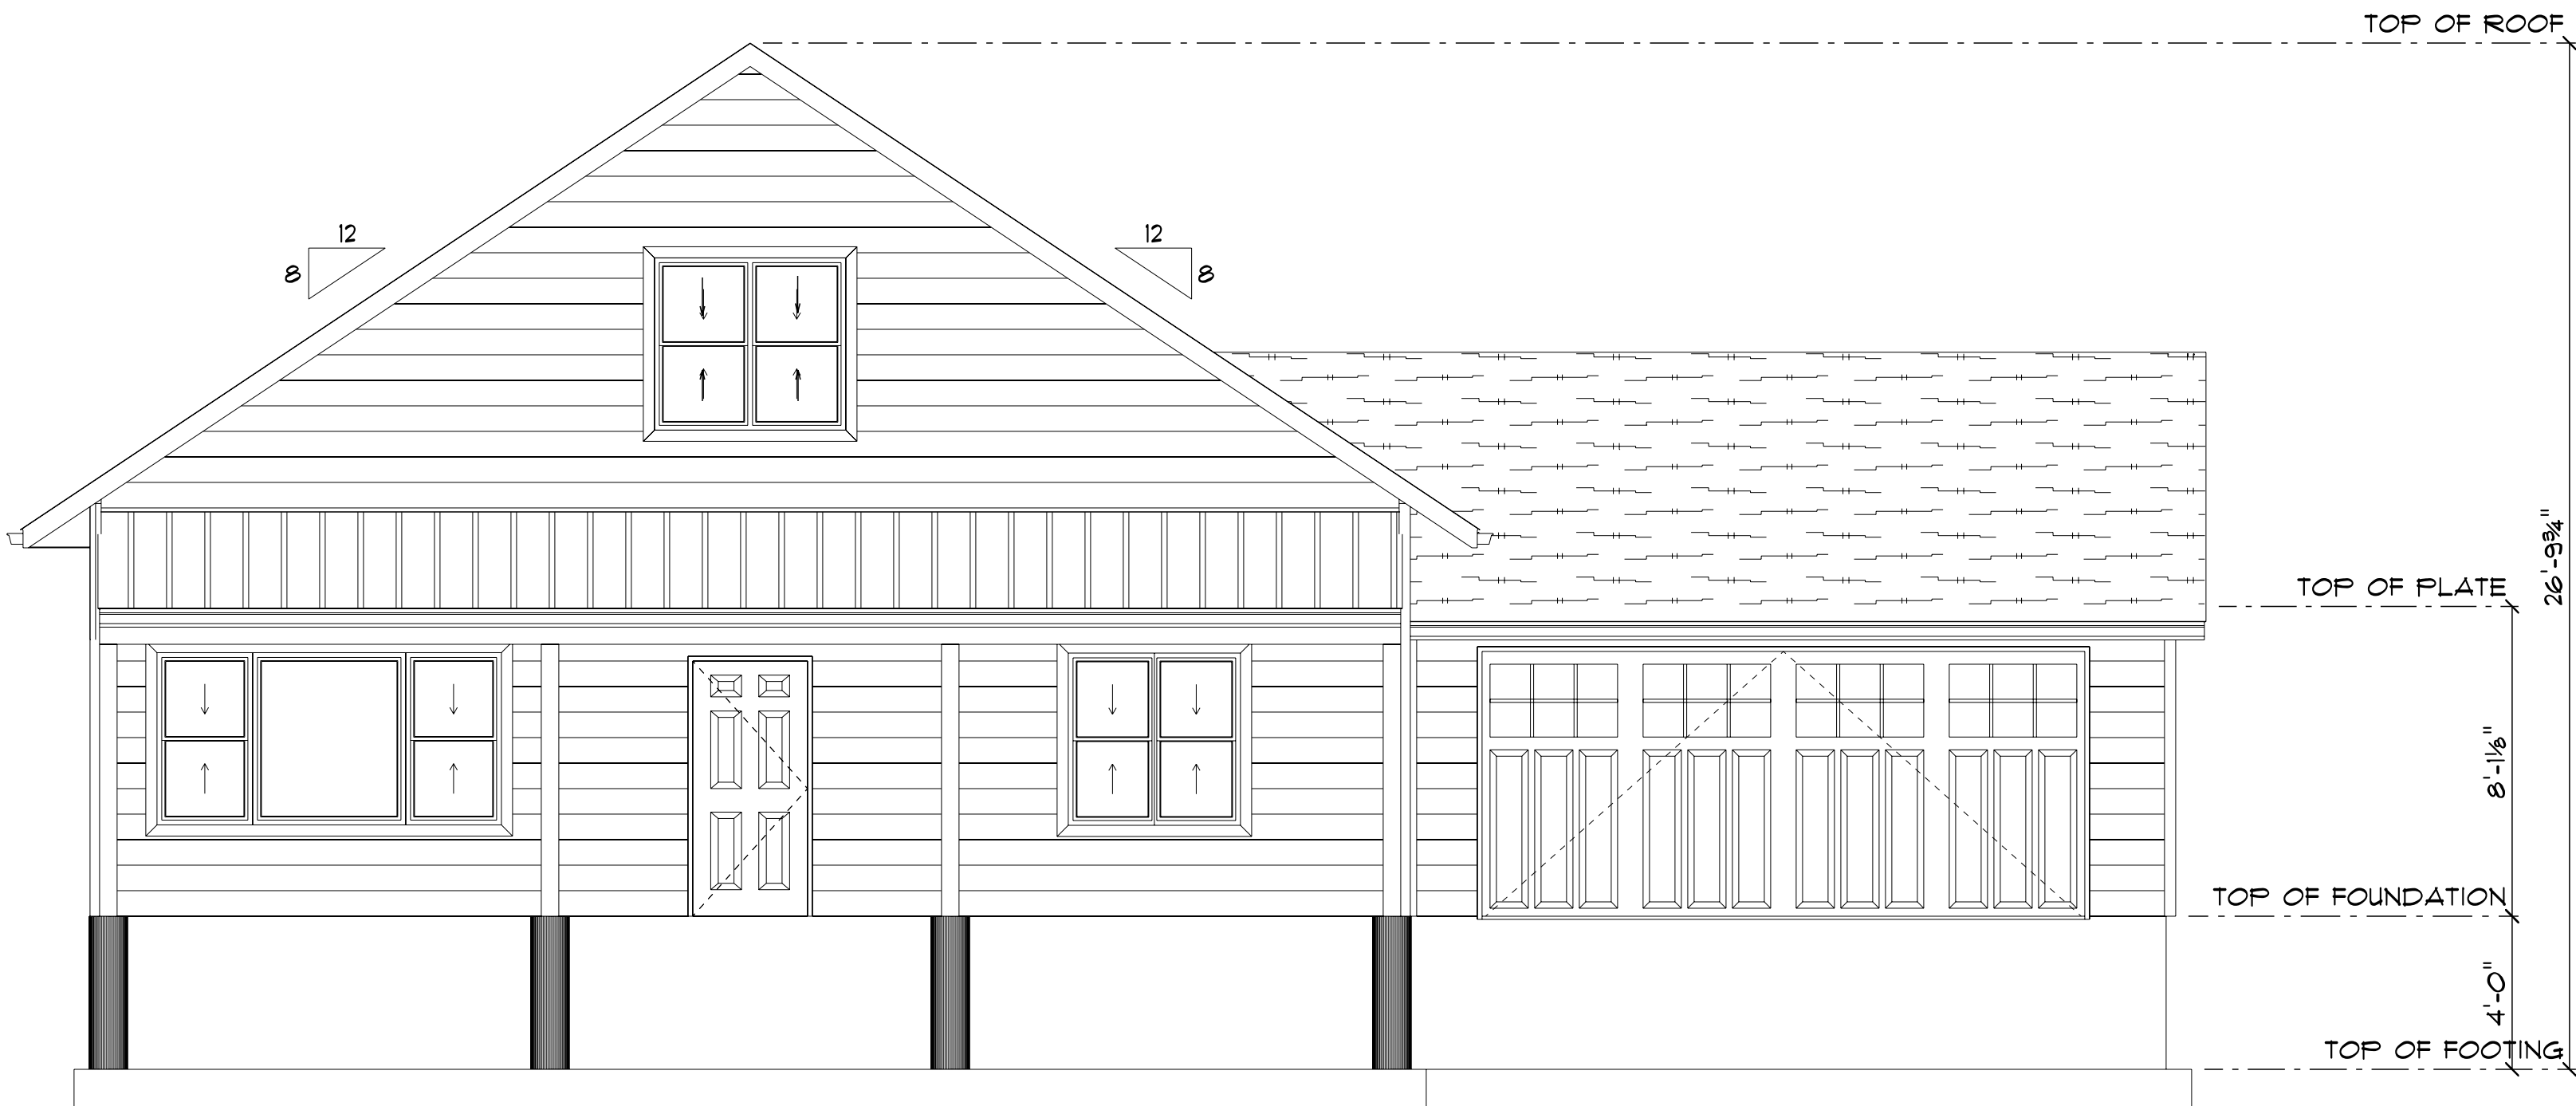 TOP OF ROOF
12
8
12
8
26'-9¾"
TOP OF PLATE
8'-1⅛"
TOP OF FOUNDATION
4'-0"
TOP OF FOOTING